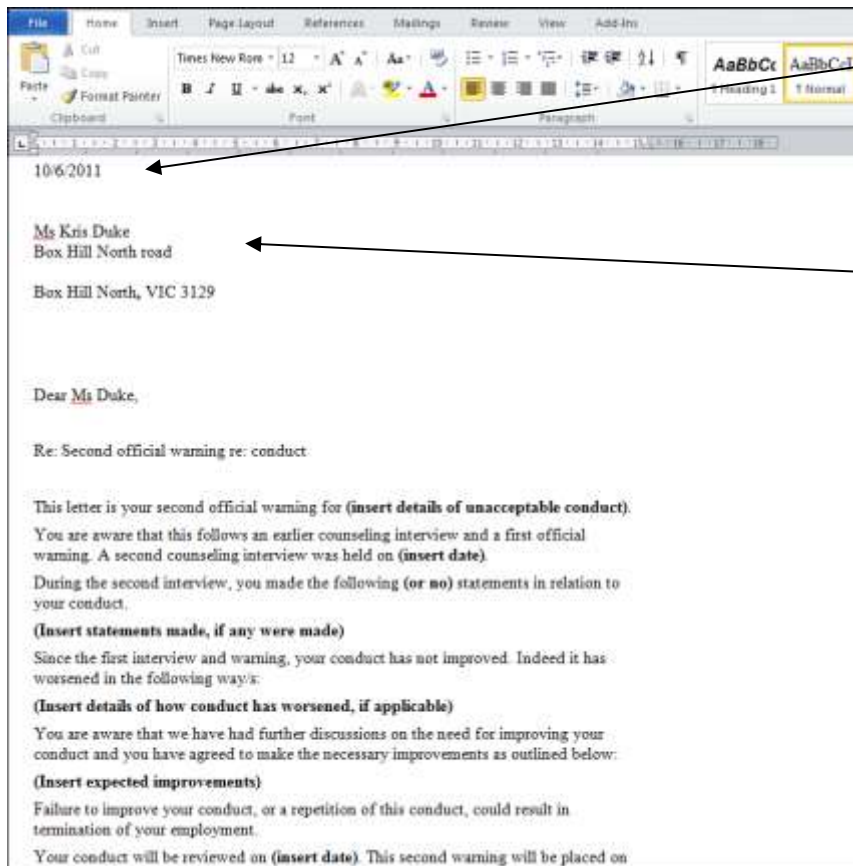 File Home Insert Page Layout References Mailings Review View Add-Ins
Cut
Copy
Paste
Format Painter
Times New Rom 12
AaBbCc AaBbCcI
B I U abc
Heading 1 ¶ Normal
Clipboard Font Paragraph
10/6/2011
Ms Kris Duke
Box Hill North road
Box Hill North, VIC 3129
Dear Ms Duke,
Re: Second official warning re: conduct
This letter is your second official warning for (insert details of unacceptable conduct).
You are aware that this follows an earlier counseling interview and a first official
warning. A second counseling interview was held on (insert date).
During the second interview, you made the following (or no) statements in relation to
your conduct.
(Insert statements made, if any were made)
Since the first interview and warning, your conduct has not improved. Indeed it has
worsened in the following way/s:
(Insert details of how conduct has worsened, if applicable)
You are aware that we have had further discussions on the need for improving your
conduct and you have agreed to make the necessary improvements as outlined below:
(Insert expected improvements)
Failure to improve your conduct, or a repetition of this conduct, could result in
termination of your employment.
Your conduct will be reviewed on (insert date). This second warning will be placed on